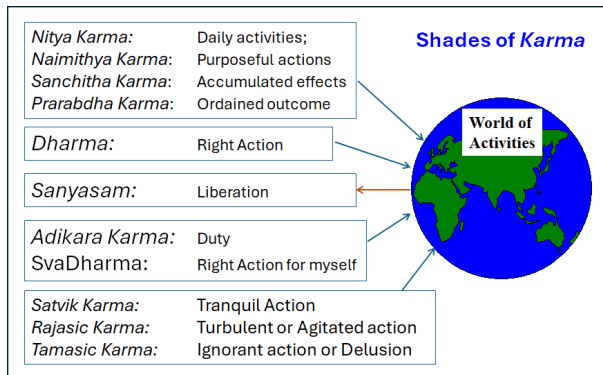 Shades of Karma
Nitya Karma: Daily activities;
Naimithya Karma: Purposeful actions
Sanchitha Karma: Accumulated effects
Prarabdha Karma: Ordained outcome
World of
Activities
Dharma: Right Action
Sanyasam: Liberation
Adikara Karma: Duty
SvaDharma: Right Action for myself
Satvik Karma: Tranquil Action
Rajasic Karma: Turbulent or Agitated action
Tamasic Karma: Ignorant action or Delusion